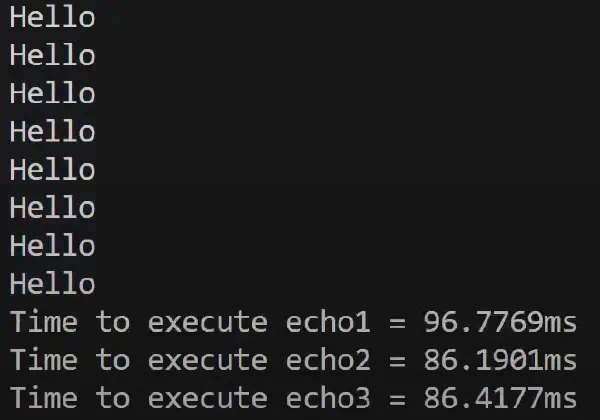 Hello
Hello
Hello
Hello
Hello
Hello
Hello
Hello
Time to execute echo1 = 96.7769ms
Time to execute echo2 = 86.1901ms
Time to execute echo3 = 86.4177ms